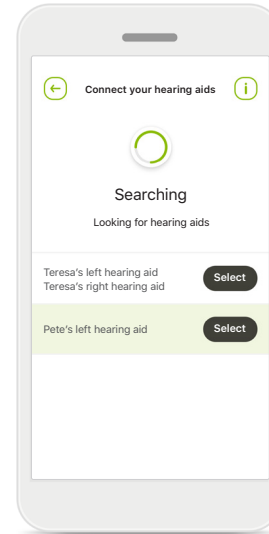 Connect your hearing aids
i
Searching
Looking for hearing aids
Teresa's left hearing aid
Teresa's right hearing aid
Select
Pete's left hearing aid
Select